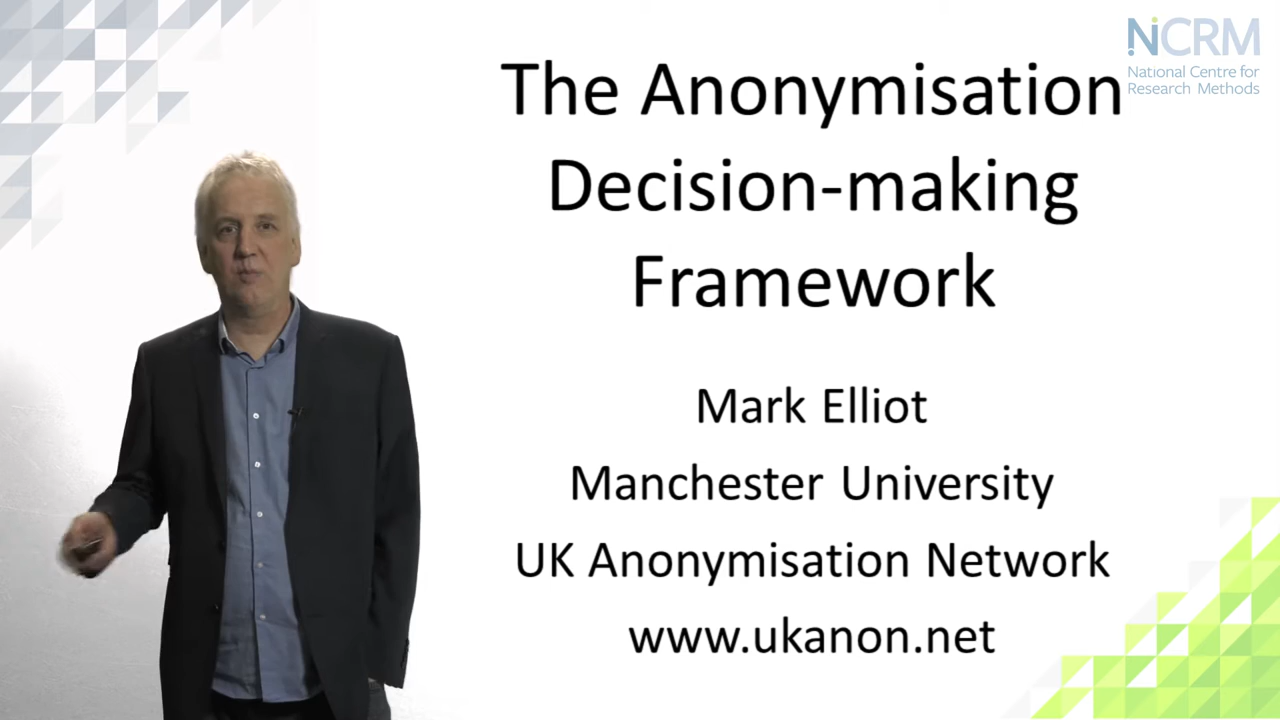 NCRM
National Centre for
Research Methods
The Anonymisation
Decision-making
Framework
Mark Elliot
Manchester University
UK Anonymisation Network
www.ukanon.net